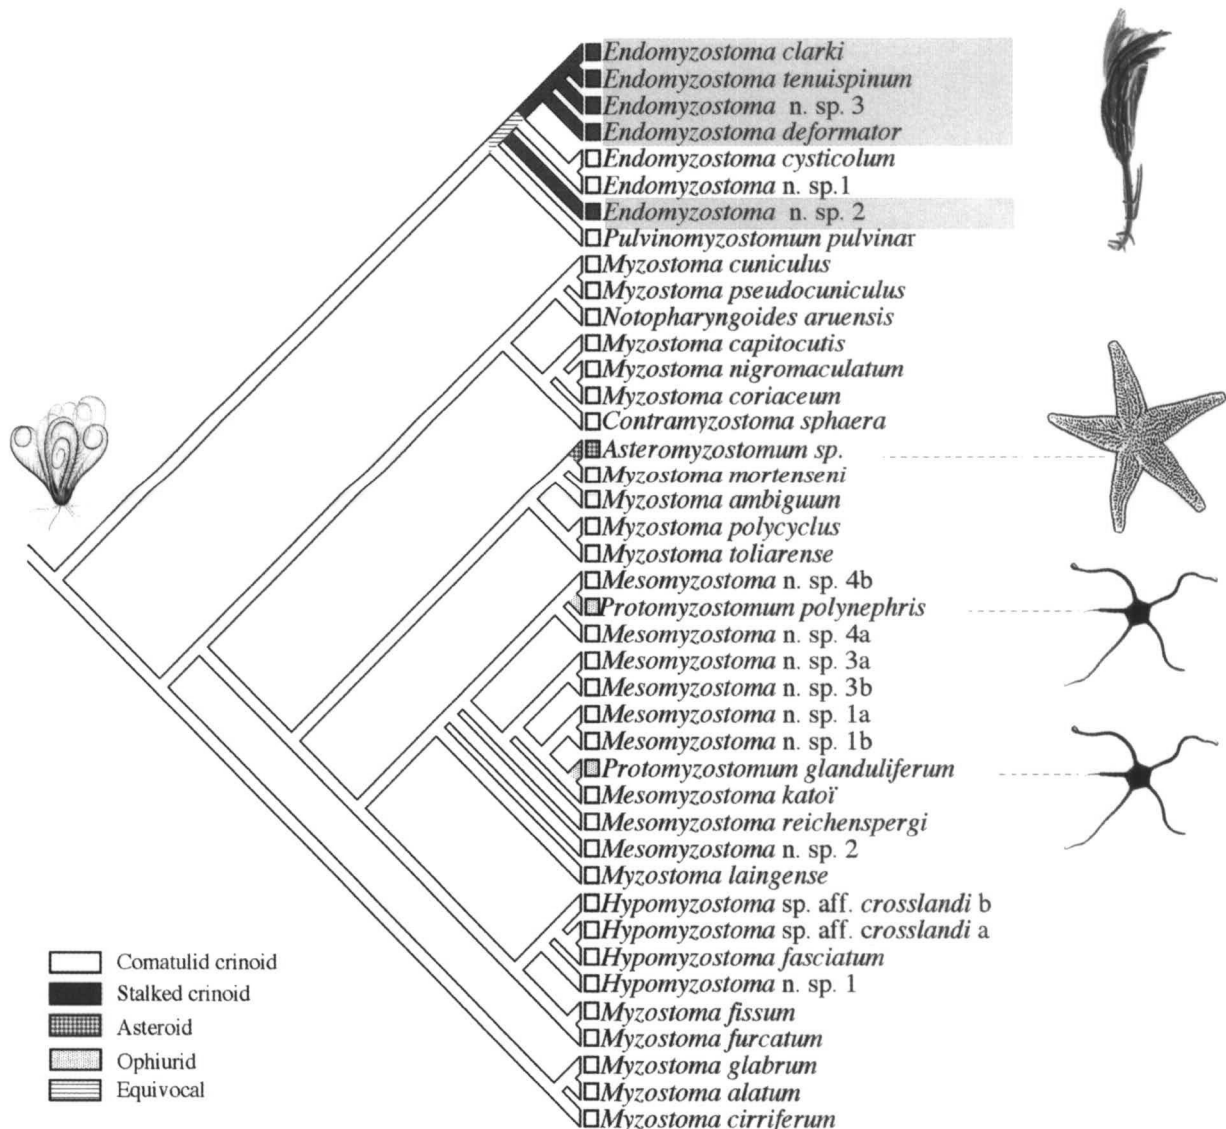 Endomyzostoma clarki
Endomyzostoma tenuispinum
Endomyzostoma n. sp. 3
Endomyzostoma deformator
Endomyzostoma cysticolum
Endomyzostoma n. sp.1
Endomyzostoma n. sp. 2
Pulvinomyzostomum pulvinar
Myzostoma cuniculus
Myzostoma pseudocuniculus
Notopharyngoides aruensis
Myzostoma capitocutis
Myzostoma nigromaculatum
Myzostoma coriaceum
Contramyzostoma sphaera
Asteromyzostomum sp.
Myzostoma mortenseni
Myzostoma ambiguum
Myzostoma polycyclus
Myzostoma toliarense
Mesomyzostoma n. sp. 4b
Protomyzostomum polynephris
Mesomyzostoma n. sp. 4a
Mesomyzostoma n. sp. 3a
Mesomyzostoma n. sp. 3b
Mesomyzostoma n. sp. 1a
Mesomyzostoma n. sp. 1b
Protomyzostomum glanduliferum
Mesomyzostoma katoï
Mesomyzostoma reichenspergi
Mesomyzostoma n. sp. 2
Myzostoma laingense
Hypomyzostoma sp. aff. crosslandi b
Hypomyzostoma sp. aff. crosslandi a
Hypomyzostoma fasciatum
Hypomyzostoma n. sp. 1
Myzostoma fissum
Myzostoma furcatum
Myzostoma glabrum
Myzostoma alatum
Myzostoma cirriferum
Comatulid crinoid
Stalked crinoid
Asteroid
Ophiurid
Equivocal